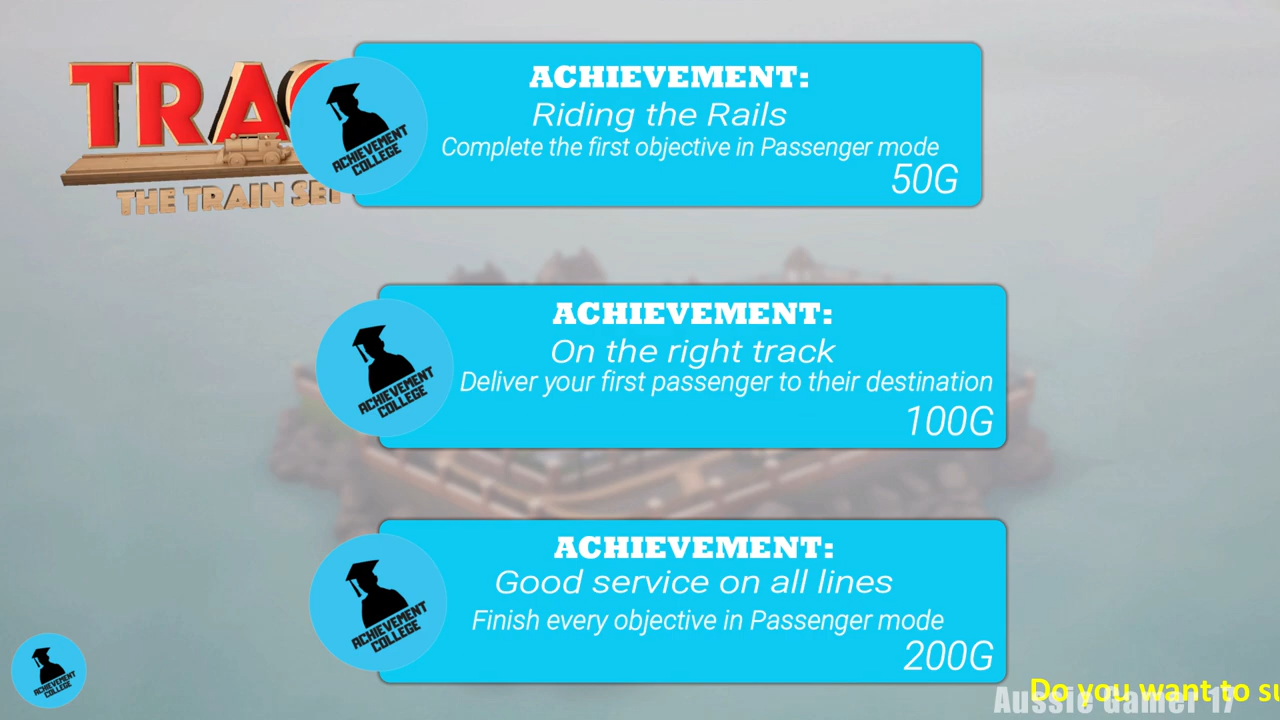 TRAC
THE TRAIN SET
ACHIEVEMENT:
Riding the Rails
Complete the first objective in Passenger mode
50G
ACHIEVEMENT
COLLEGE
ACHIEVEMENT:
On the right track
Deliver your first passenger to their destination
100G
ACHIEVEMENT
COLLEGE
ACHIEVEMENT:
Good service on all lines
Finish every objective in Passenger mode
200G
ACHIEVEMENT
COLLEGE
ACHIEVEMENT
COLLEGE
Do you want to su
Aussie Gamer 17